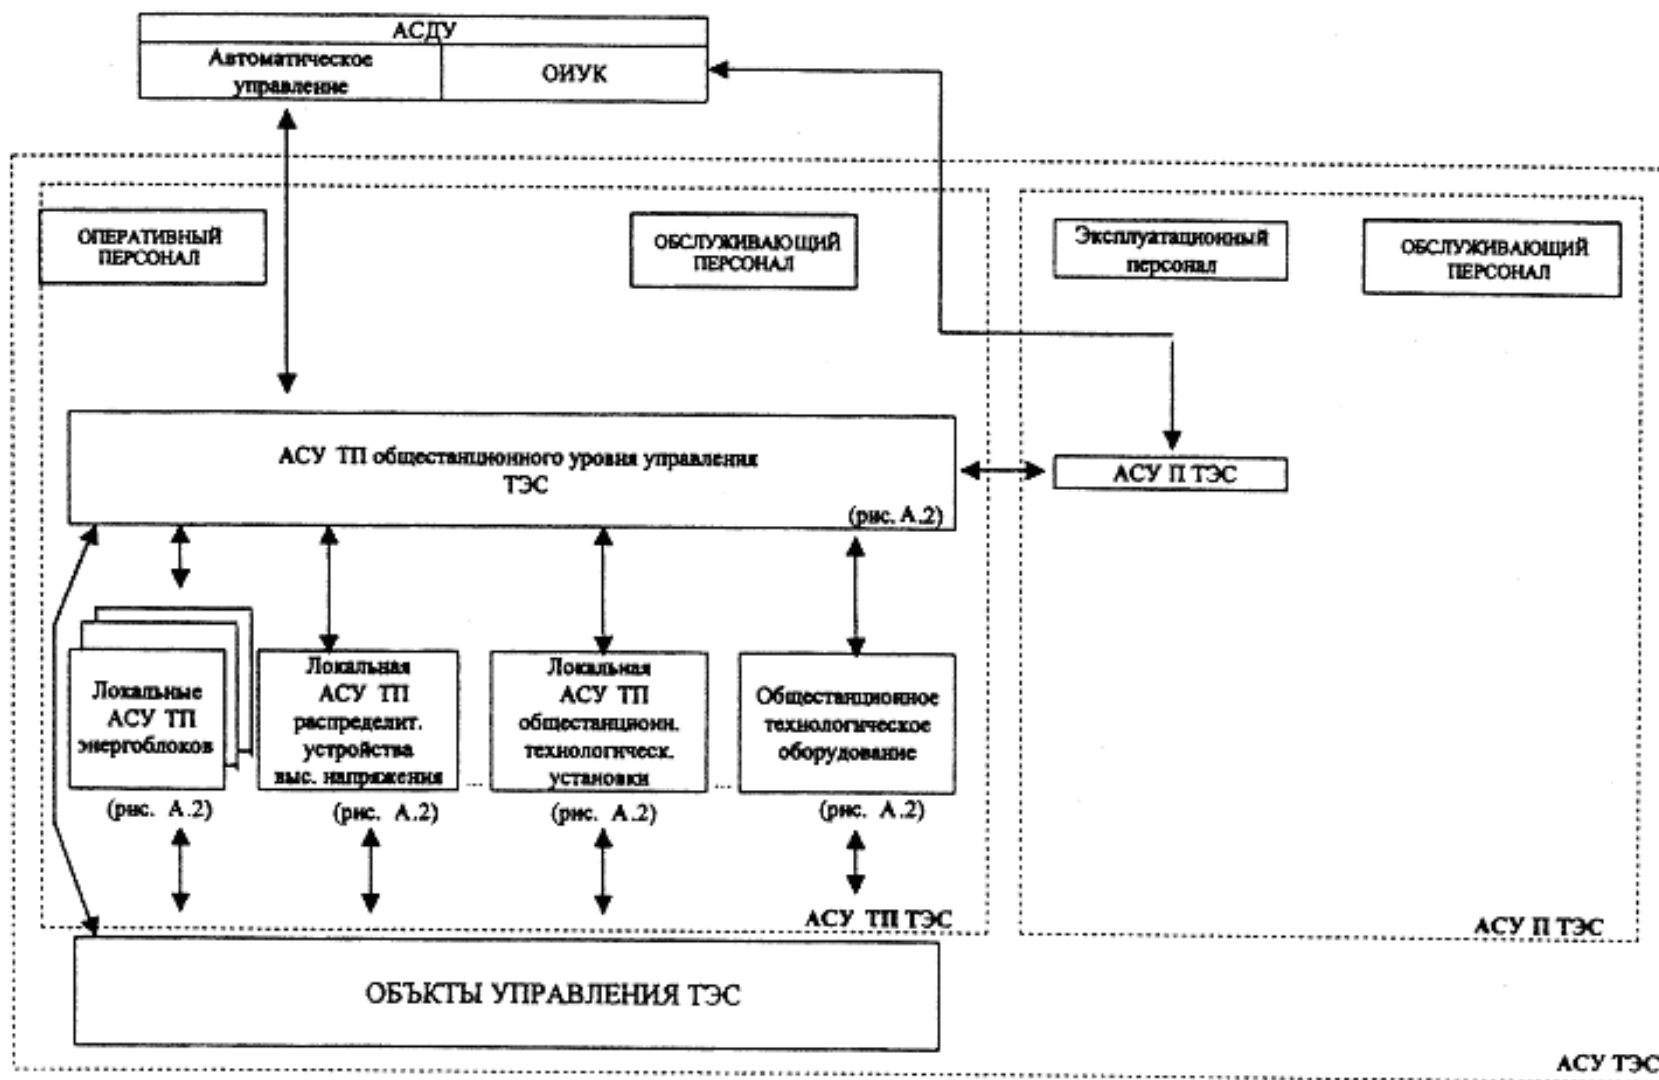 АСДУ
Автоматическое
управление
ОИУК
ОПЕРАТИВНЫЙ
ПЕРСОНАЛ
ОБСЛУЖИВАЮЩИЙ
ПЕРСОНАЛ
Эксплуатационный
персонал
ОБСЛУЖИВАЮЩИЙ
ПЕРСОНАЛ
АСУ ТП общестанционного уровня управления
ТЭС
(рис. А.2)
АСУ П ТЭС
Локальные
АСУ ТП
энергоблоков
(рис. А.2)
Локальная
АСУ ТП
распределит.
устройства
выс. напряжения
(рис. А.2)
...
Локальная
АСУ ТП
общестанционн.
технологическ.
установки
(рис. А.2)
...
Общестанционное
технологическое
оборудование
(рис. А.2)
АСУ ТП ТЭС
АСУ П ТЭС
ОБЪКТЫ УПРАВЛЕНИЯ ТЭС
АСУ ТЭС